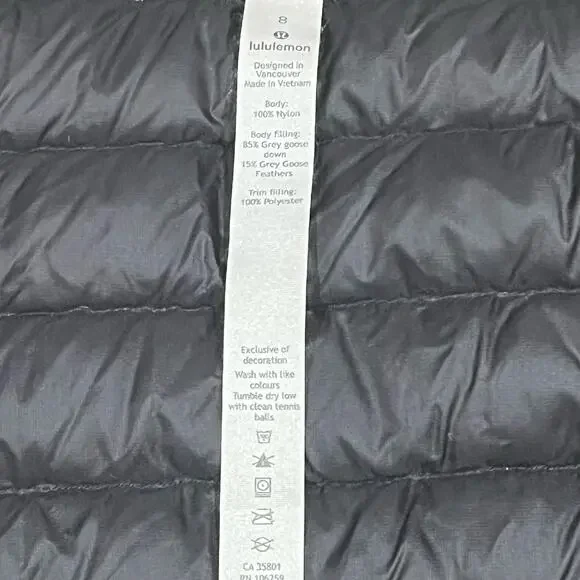 8
lululemon
Designed in
Vancouver
Made in Vietnam
Body:
100% Nylon
Body filling:
85% Grey goose
down
15% Grey Goose
Feathers
Trim filling:
100% Polyester
Exclusive of
decoration
Wash with like
colours
Tumble dry low
with clean tennis
balls
CA 35801
RN 106259